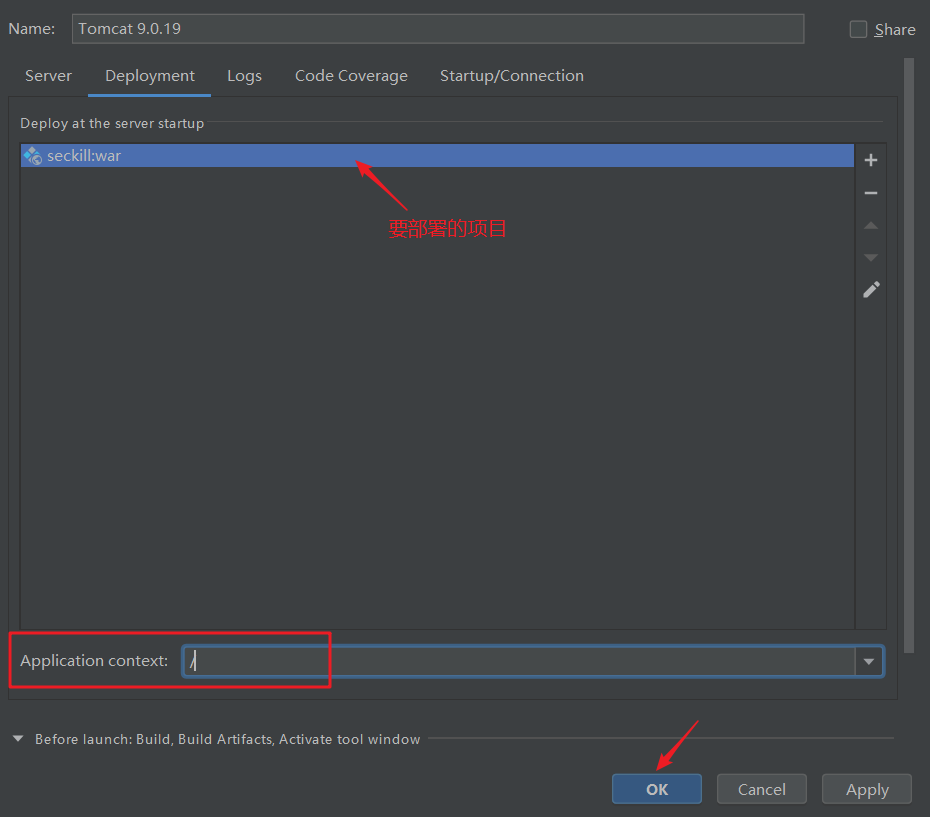 Name: Tomcat 9.0.19 Share
Server Deployment Logs Code Coverage Startup/Connection
Deploy at the server startup
seckill:war
要部署的项目
Application context: /
Before launch: Build, Build Artifacts, Activate tool window
OK Cancel Apply